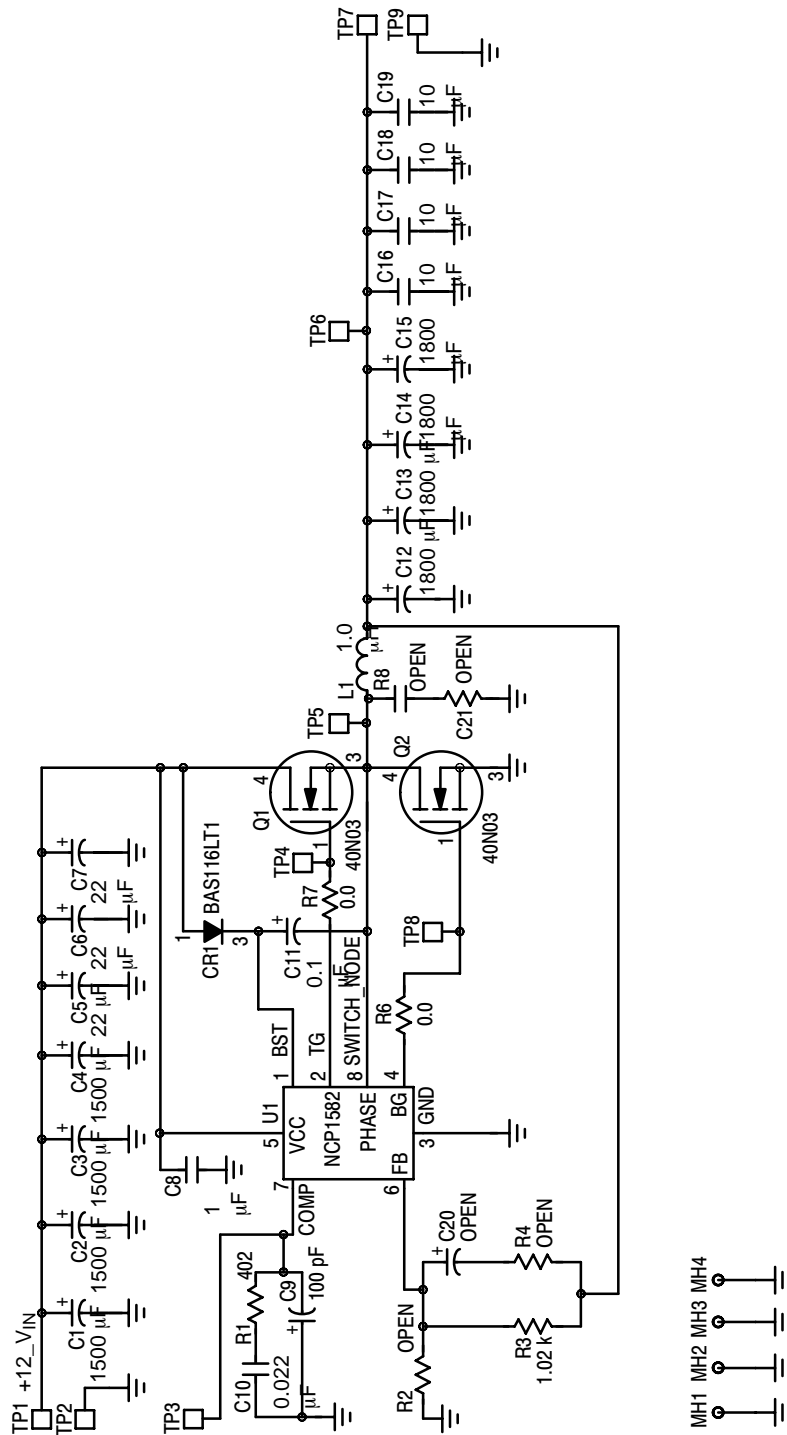 TP1
+12_VIN
TP2
C1
+
1500 µF
C2
+
1500 µF
C3
+
1500 µF
C4
+
1500 µF
C5
+
22 µF
C6
+
22 µF
C7
+
22 µF
TP3
C8
1 µF
C10
0.022 µF
R1
402
C9
+
100 pF
COMP
7
5
U1
VCC
NCP1582
PHASE
FB
BG
6
3
GND
1
BST
2
TG
8
SWITCH_NODE
4
1
CR1
BAS116LT1
3
C11
+
0.1 µF
R7
0.0
TP4
Q1
4
1
3
40N03
R6
0.0
TP8
Q2
4
1
3
40N03
TP5
L1
1.0 µF
R8
OPEN
C21
OPEN
C12
+
1800 µF
C13
+
1800 µF
C14
+
1800 µF
C15
+
1800 µF
TP6
C16
10 µF
C17
10 µF
C18
10 µF
C19
10 µF
TP7
TP9
R2
OPEN
C20
+
OPEN
R3
1.02 k
R4
OPEN
MH1
MH2
MH3
MH4